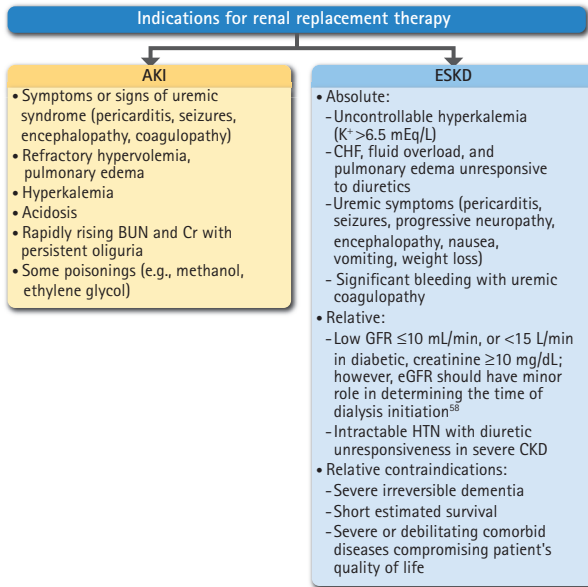 Indications for renal replacement therapy
AKI
• Symptoms or signs of uremic
syndrome (pericarditis, seizures,
encephalopathy, coagulopathy)
• Refractory hypervolemia,
pulmonary edema
• Hyperkalemia
• Acidosis
• Rapidly rising BUN and Cr with
persistent oliguria
• Some poisonings (e.g., methanol,
ethylene glycol)
ESKD
• Absolute:
-Uncontrollable hyperkalemia
(K⁺ >6.5 mEq/L)
-CHF, fluid overload, and
pulmonary edema unresponsive
to diuretics
-Uremic symptoms (pericarditis,
seizures, progressive neuropathy,
encephalopathy, nausea,
vomiting, weight loss)
- Significant bleeding with uremic
coagulopathy
• Relative:
-Low GFR ≤10 mL/min, or <15 L/min
in diabetic, creatinine ≥10 mg/dL;
however, eGFR should have minor
role in determining the time of
dialysis initiation⁵⁸
-Intractable HTN with diuretic
unresponsiveness in severe CKD
• Relative contraindications:
-Severe irreversible dementia
-Short estimated survival
-Severe or debilitating comorbid
diseases compromising patient's
quality of life